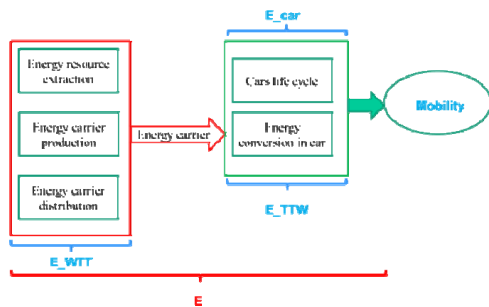 E_car
Energy resource
extraction
Energy carrier
production
Energy carrier
distribution
Energy carrier
Cars life cycle
Energy
conversion in car
Mobility
E_TTW
E_WTT
E